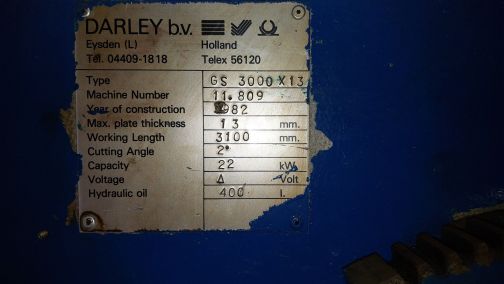 DARLEY b.v.
Eysden (L) Holland
Tel. 04409-1818 Telex 56120
Type GS 3000 X13
Machine Number 11.809
Year of construction 982
Max. plate thickness 13 mm.
Working Length 3100 mm.
Cutting Angle 2°
Capacity 22 kW
Voltage Δ Volt
Hydraulic oil 400 l.